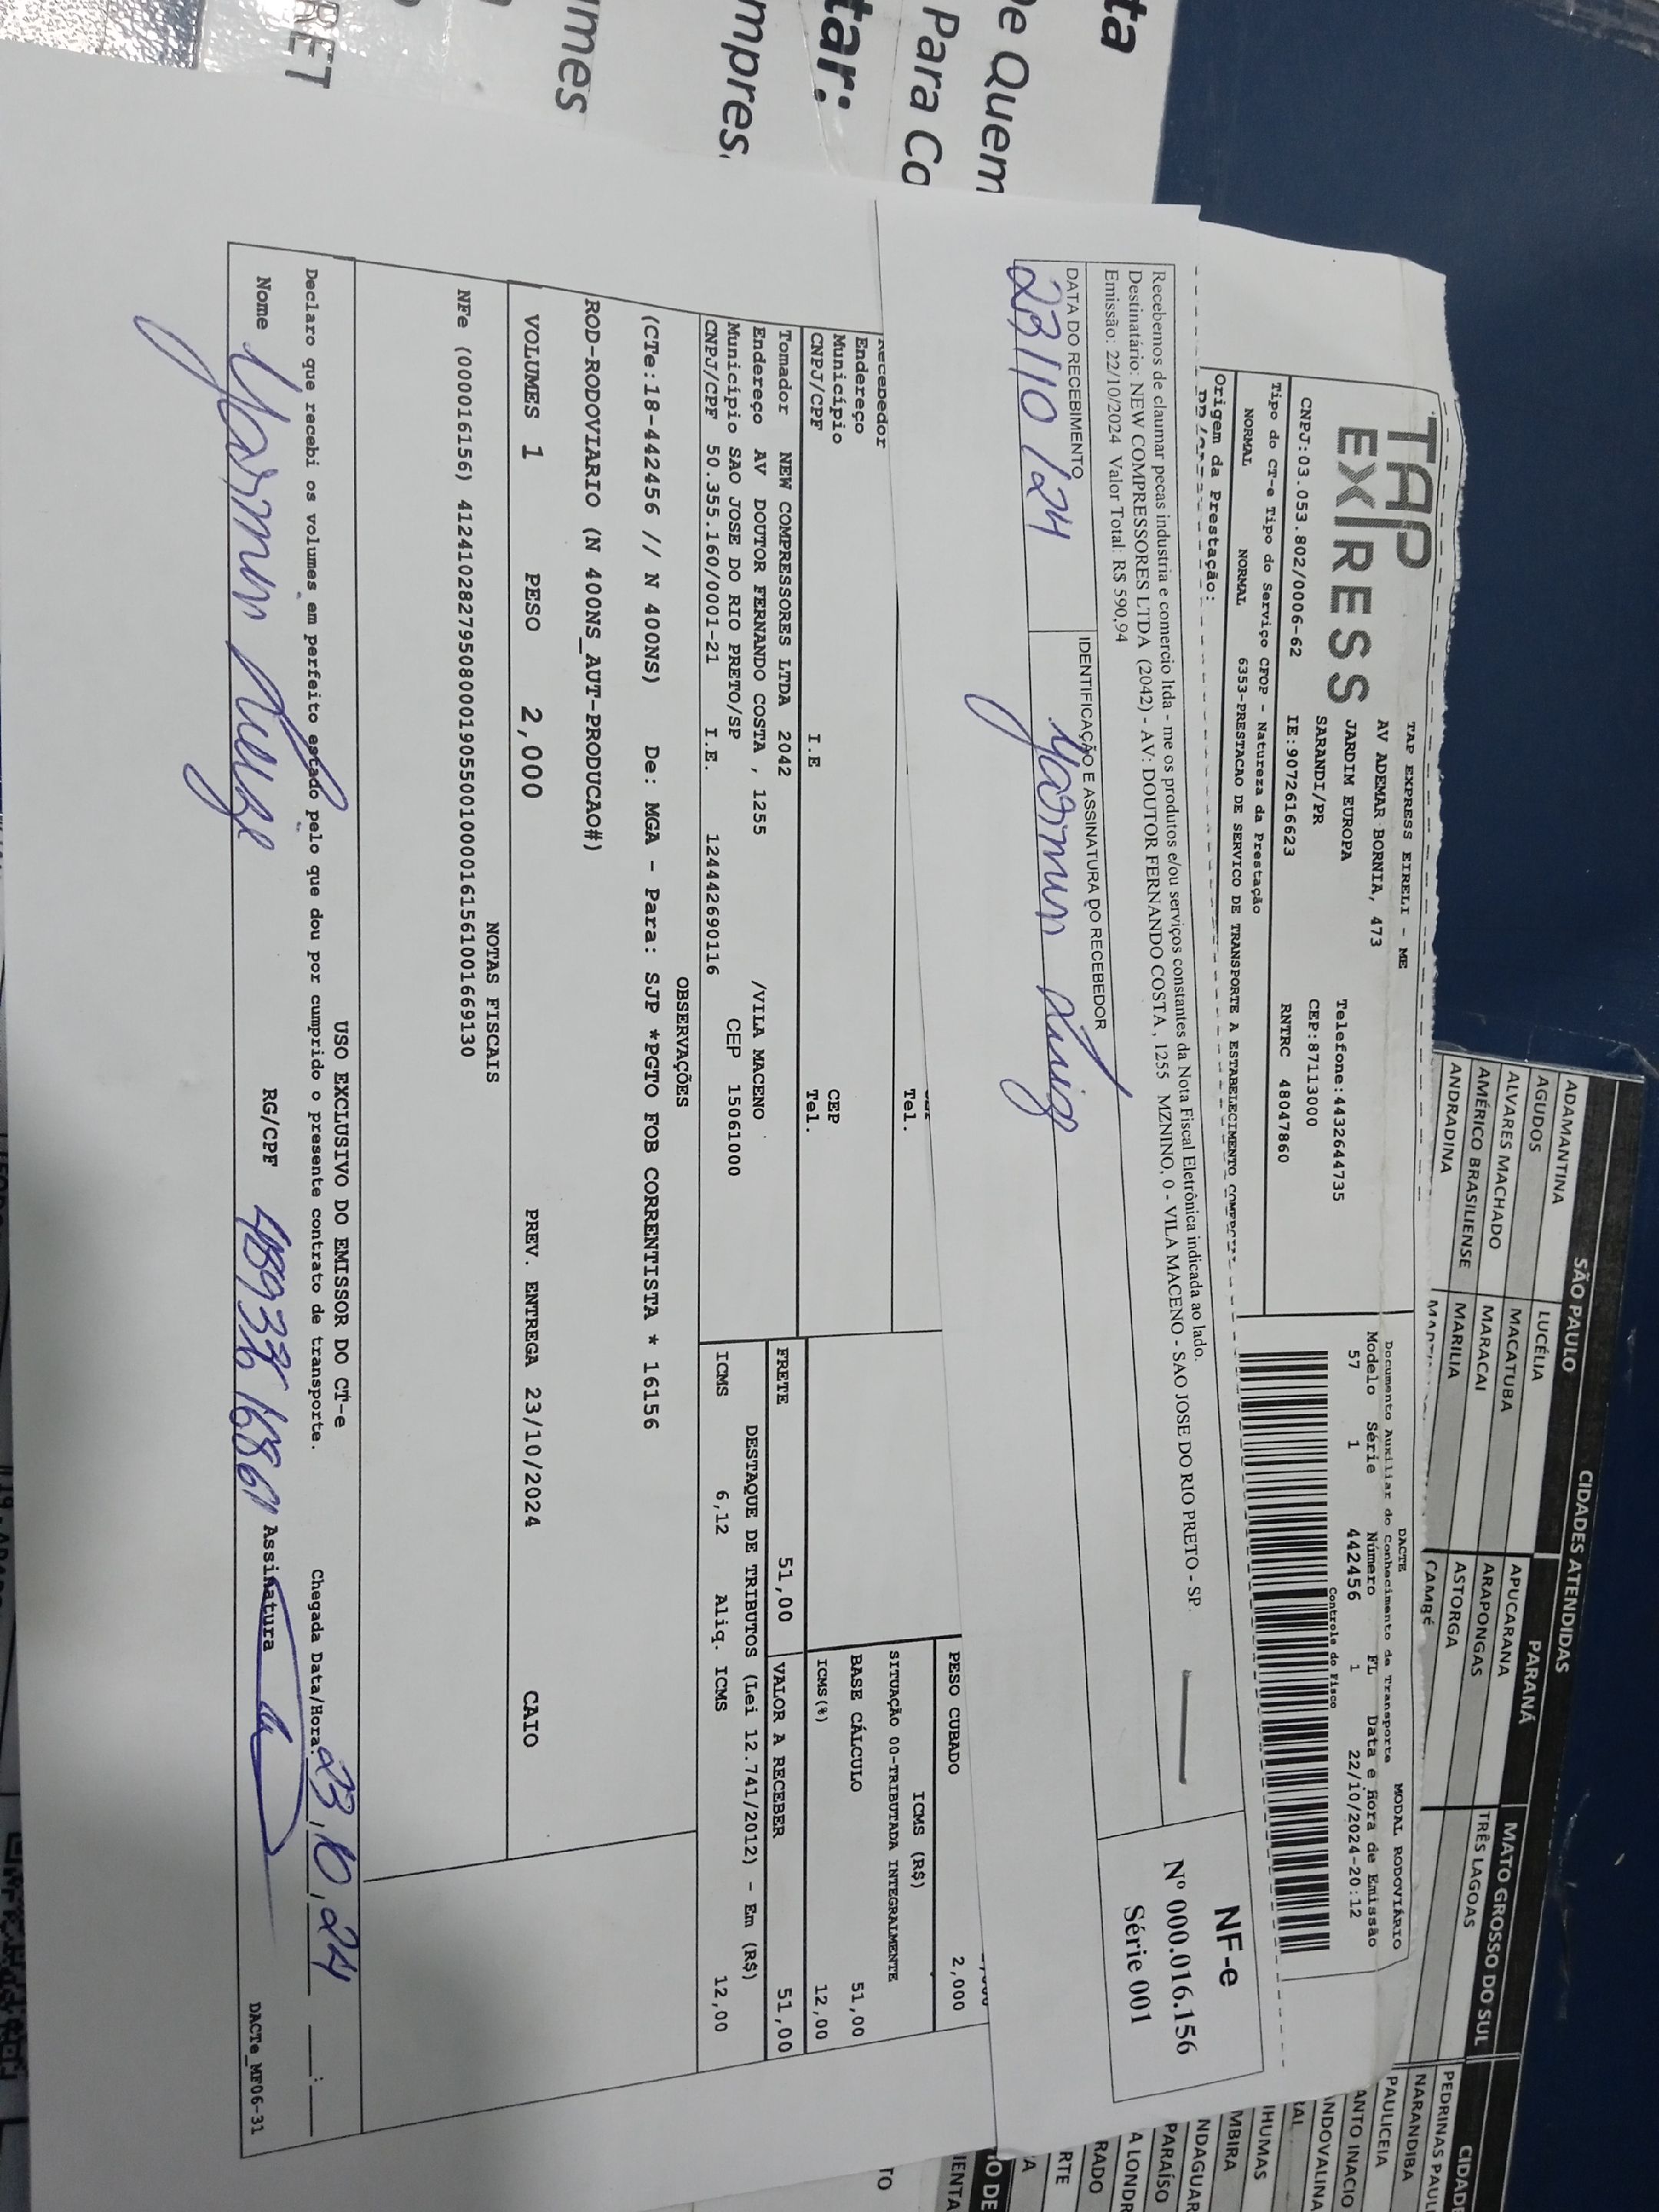 TAP
EXPRESS
TAP EXPRESS EIRELI - ME
AV ADEMAR BORNIA, 473
JARDIM EUROPA
Telefone:4432644735
SARANDI/PR
CEP:87113000
CNPJ:03.053.802/0006-62
IE:9072616623
RNTRC 48047860
Tipo do CT-e Tipo do Serviço CFOP - Natureza da Prestação
NORMAL NORMAL 6353-PRESTACAO DE SERVICO DE TRANSPORTE A ESTABELECIMENTO
Origem da Prestação:
DACTE
MODAL RODOVIÁRIO
Documento Auxiliar do Conhecimento de Transporte
Modelo Série Número FL Data e Hora de Emissão
57 1 442456 1 22/10/2024-20:12
Controle do Fisco
Recebemos de claumar pecas industria e comercio ltda - me os produtos e/ou serviços constantes da Nota Fiscal Eletrônica indicada ao lado.
Destinatário: NEW COMPRESSORES LTDA (2042) - AV: DOUTOR FERNANDO COSTA , 1255 MZNINO, 0 - VILA MACENO - SAO JOSE DO RIO PRETO - SP.
Emissão: 22/10/2024 Valor Total: R$ 590,94
DATA DO RECEBIMENTO
23/10/24
IDENTIFICAÇÃO E ASSINATURA DO RECEBEDOR
NF-e
Nº 000.016.156
Série 001
Tel.
PESO CUBADO 2,000
Recebedor
Endereço
Município
CEP
CNPJ/CPF
I.E
Tel.
ICMS (R$)
SITUAÇÃO 00-TRIBUTADA INTEGRALMENTE
BASE CÁLCULO 51,00
ICMS(%) 12,00
Tomador NEW COMPRESSORES LTDA 2042
Endereço AV DOUTOR FERNANDO COSTA , 1255 /VILA MACENO
Município SAO JOSE DO RIO PRETO/SP CEP 15061000
CNPJ/CPF 50.355.160/0001-21 I.E. 124442690116
FRETE 51,00 VALOR A RECEBER 51,00
DESTAQUE DE TRIBUTOS (Lei 12.741/2012) - Em (R$)
ICMS 6,12 Aliq. ICMS 12,00
OBSERVAÇÕES
(CTe:18-442456 // N 400NS) De: MGA - Para: SJP *PGTO FOB CORRENTISTA * 16156
ROD-RODOVIARIO (N 400NS_AUT-PRODUCAO#)
VOLUMES 1 PESO 2,000 PREV. ENTREGA 23/10/2024 CAIO
NOTAS FISCAIS
NFe (000016156) 41241028279508000190550010000161561001669130
USO EXCLUSIVO DO EMISSOR DO CT-e
Declaro que recebi os volumes em perfeito estado pelo que dou por cumprido o presente contrato de transporte.
Chegada Data/Hora: 23/10/24
Nome
RG/CPF
Assinatura
DACTe_MF06-31
CIDADES ATENDIDAS
SÃO PAULO
PARANÁ
MATO GROSSO DO SUL
ADAMANTINA
LUCÉLIA
APUCARANA
TRÊS LAGOAS
AGUDOS
MACATUBA
ARAPONGAS
ALVARES MACHADO
MARACAI
ASTORGA
AMÉRICO BRASILIENSE
MARILIA
CAMBÉ
ANDRADINA
PAULICEIA
NARANDIBA